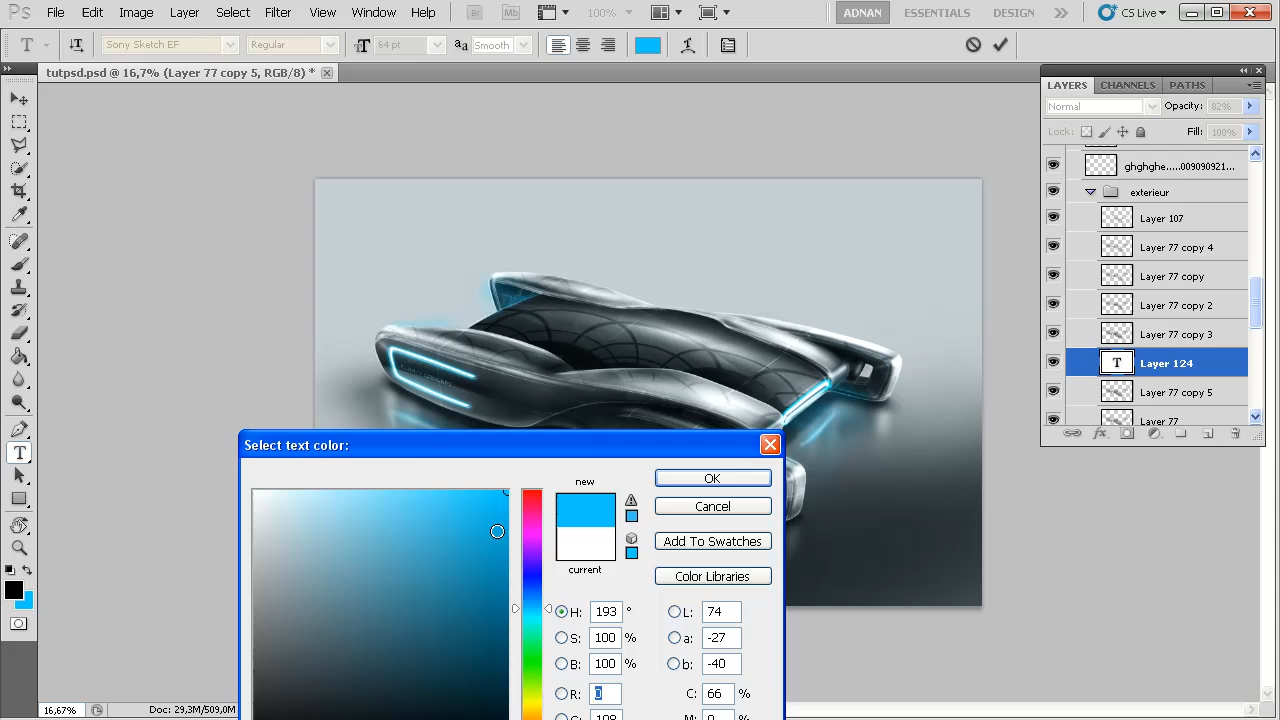 PS File Edit Image Layer Select Filter View Window Help Br Mb 100% ADNAN ESSENTIALS DESIGN CS Live
T T Sony Sketch EF Regular 64 pt aa Smooth
tutpsd.psd @ 16,7% (Layer 77 copy 5, RGB/8) *
LAYERS CHANNELS PATHS
Normal Opacity: 82%
Lock: Fill: 100%
ghghghe.....009090921...
exterieur
Layer 107
Layer 77 copy 4
Layer 77 copy
Layer 77 copy 2
Layer 77 copy 3
T Layer 124
Layer 77 copy 5
Layer 77
fx
Select text color:
new
current
OK
Cancel
Add To Swatches
Color Libraries
H: 193 ° L: 74
S: 100 % a: -27
B: 100 % b: -40
R: 0 C: 66 %
16,67% Doc: 29,3M/509,0M